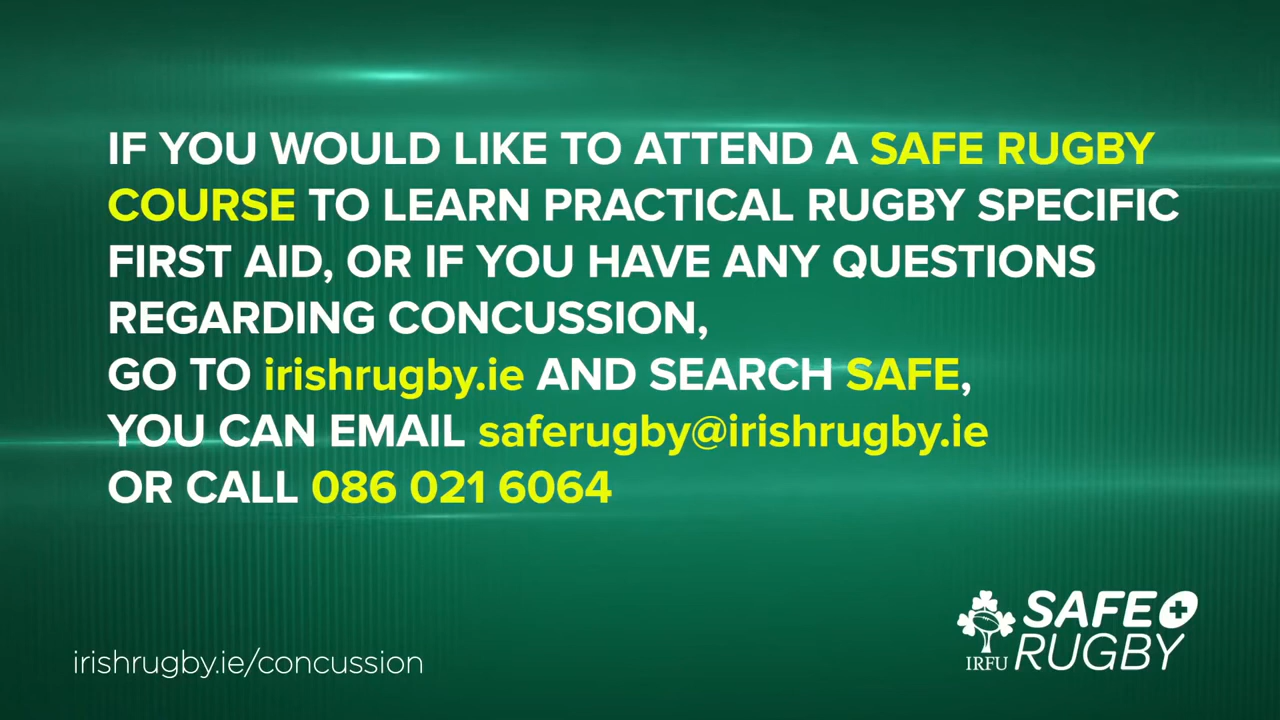 IF YOU WOULD LIKE TO ATTEND A SAFE RUGBY
COURSE TO LEARN PRACTICAL RUGBY SPECIFIC
FIRST AID, OR IF YOU HAVE ANY QUESTIONS
REGARDING CONCUSSION,
GO TO irishrugby.ie AND SEARCH SAFE,
YOU CAN EMAIL saferugby@irishrugby.ie
OR CALL 086 021 6064
irishrugby.ie/concussion
IRFU
SAFE
RUGBY